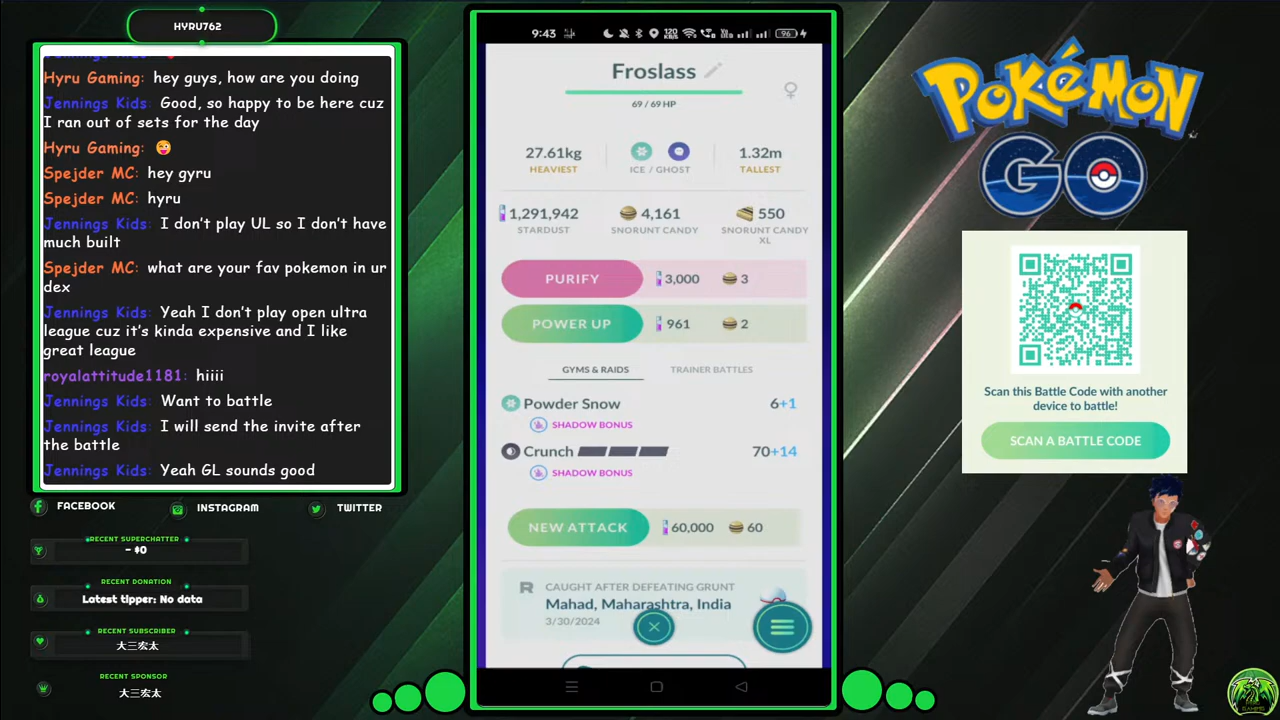 HYRU762
Hyru Gaming: hey guys, how are you doing
Jennings Kids: Good, so happy to be here cuz
I ran out of sets for the day
Hyru Gaming: 😜
Spejder MC: hey gyru
Spejder MC: hyru
Jennings Kids: I don't play UL so I don't have
much built
Spejder MC: what are your fav pokemon in ur
dex
Jennings Kids: Yeah I don't play open ultra
league cuz it's kinda expensive and I like
great league
royalattitude1181: hiiii
Jennings Kids: Want to battle
Jennings Kids: I will send the invite after
the battle
Jennings Kids: Yeah GL sounds good
FACEBOOK
INSTAGRAM
TWITTER
RECENT SUPERCHATTER
- $0
RECENT DONATION
Latest tipper: No data
RECENT SUBSCRIBER
大三宏太
RECENT SPONSOR
大三宏太
9:43
120
KB/S
96
Froslass
69 / 69 HP
27.61kg
HEAVIEST
ICE / GHOST
1.32m
TALLEST
1,291,942
STARDUST
4,161
SNORUNT CANDY
550
SNORUNT CANDY
XL
PURIFY
3,000
3
POWER UP
961
2
GYMS & RAIDS
TRAINER BATTLES
Powder Snow
6+1
SHADOW BONUS
Crunch
70+14
SHADOW BONUS
NEW ATTACK
60,000
60
R
CAUGHT AFTER DEFEATING GRUNT
Mahad, Maharashtra, India
3/30/2024
POKÉMON
GO
Scan this Battle Code with another
device to battle!
SCAN A BATTLE CODE